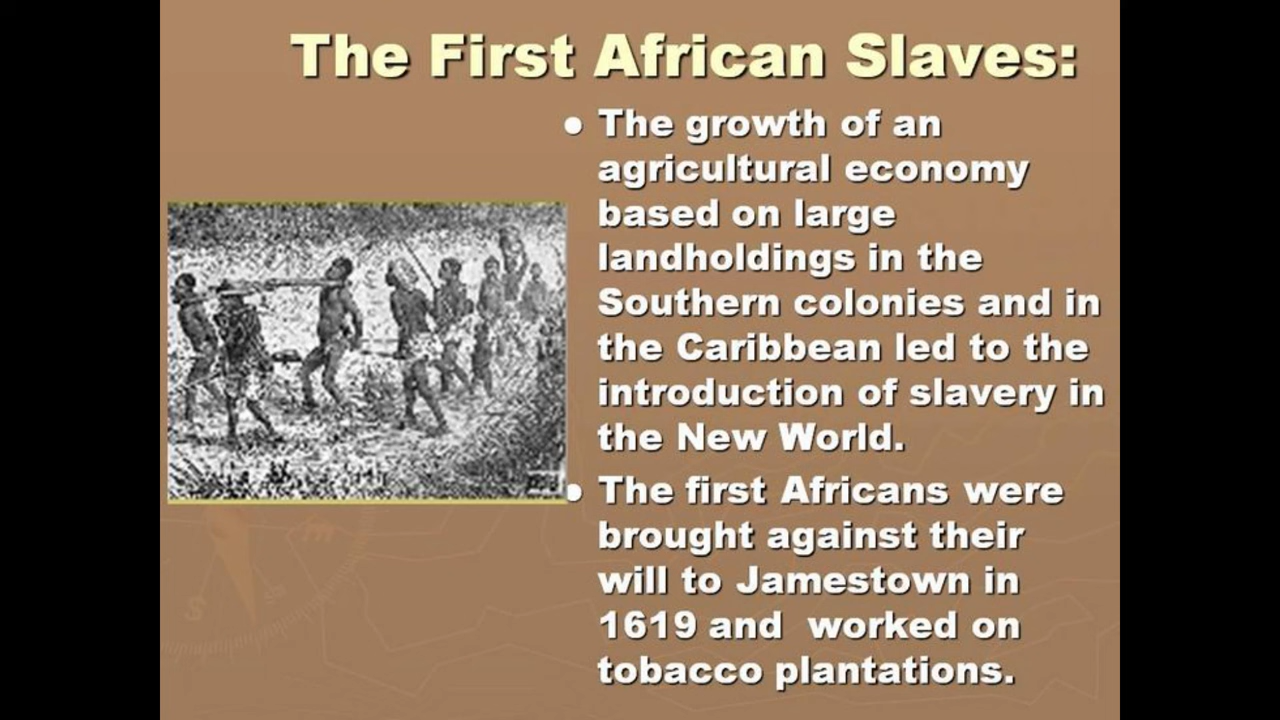 The First African Slaves:
• The growth of an
agricultural economy
based on large
landholdings in the
Southern colonies and in
the Caribbean led to the
introduction of slavery in
the New World.
• The first Africans were
brought against their
will to Jamestown in
1619 and  worked on
tobacco plantations.